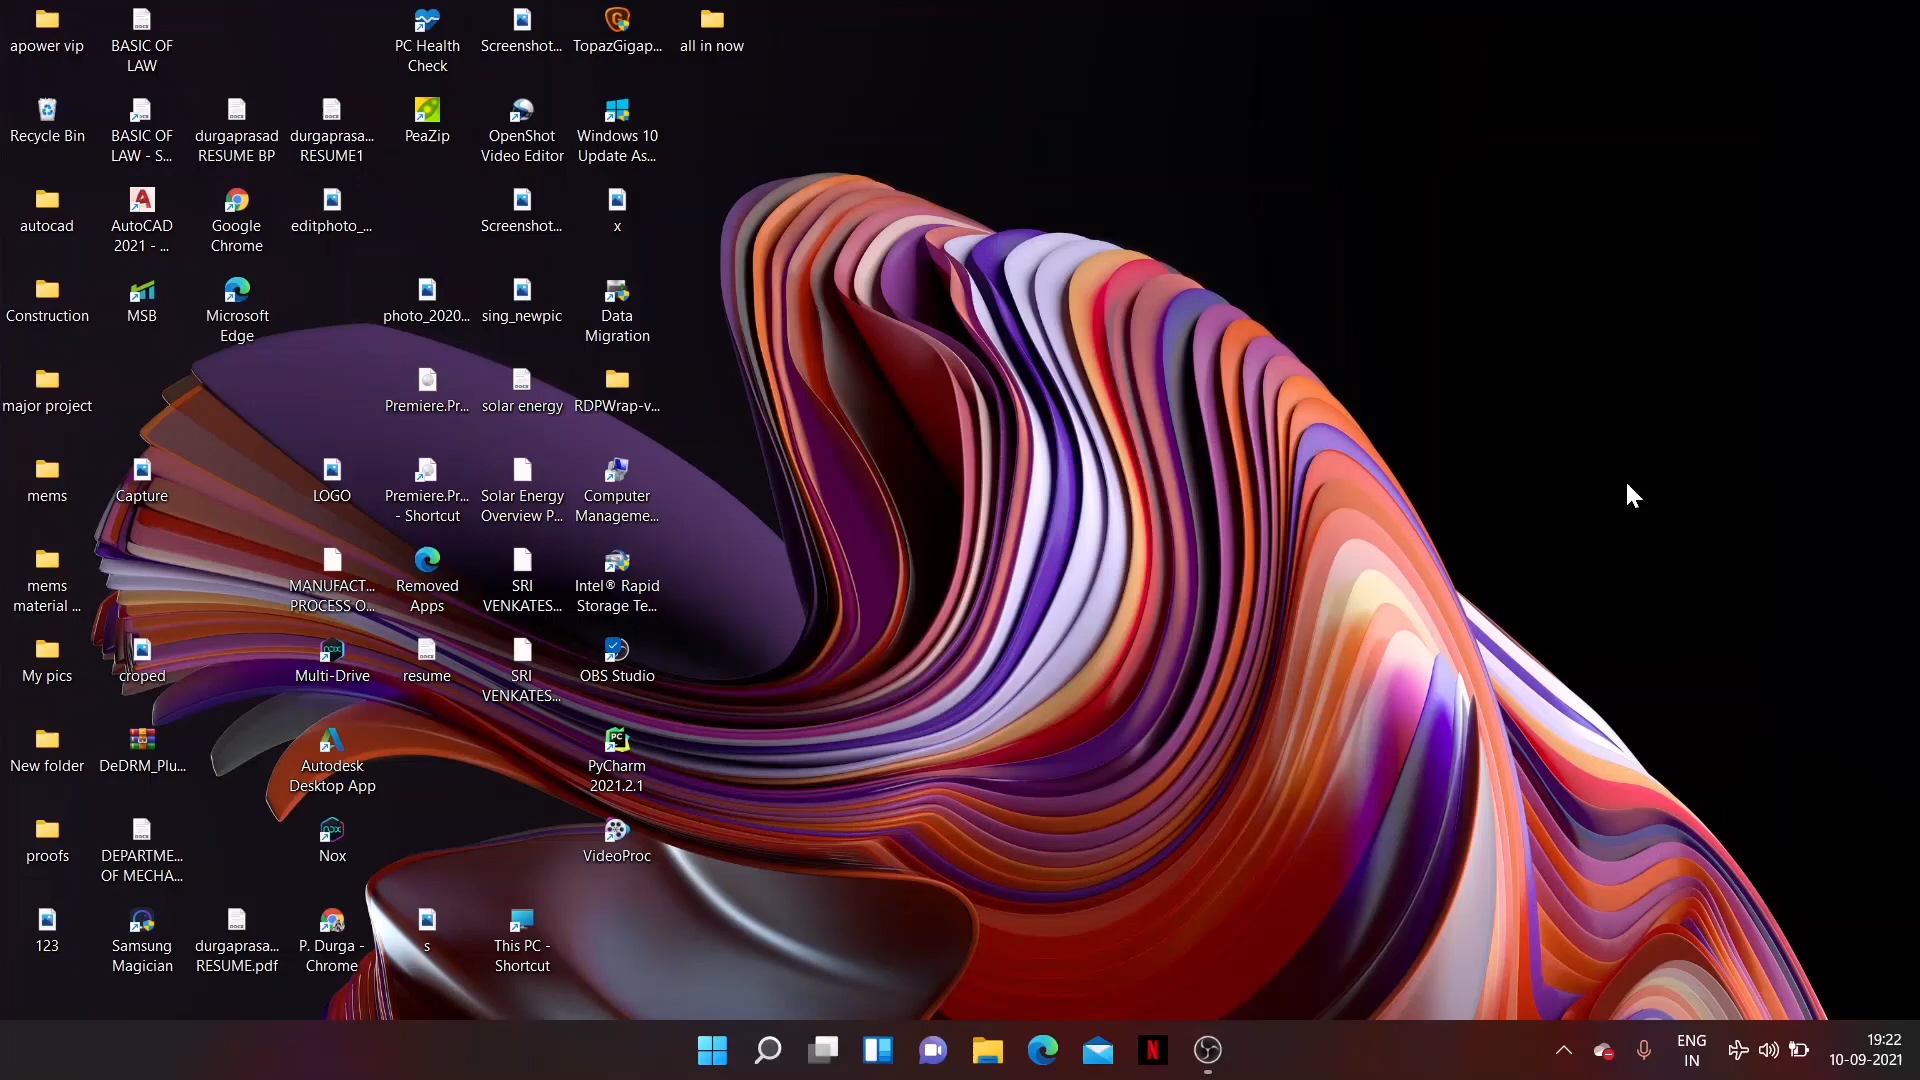 apower vip
BASIC OF
LAW
PC Health
Check
Screenshot...
TopazGigap...
all in now
Recycle Bin
BASIC OF
LAW - S...
durgaprasad
RESUME BP
durgaprasa...
RESUME1
PeaZip
OpenShot
Video Editor
Windows 10
Update As...
autocad
AutoCAD
2021 - ...
Google
Chrome
editphoto_...
Screenshot...
x
Construction
MSB
Microsoft
Edge
photo_2020...
sing_newpic
Data
Migration
major project
Premiere.Pr...
solar energy
RDPWrap-v...
mems
Capture
LOGO
Premiere.Pr...
- Shortcut
Solar Energy
Overview P...
Computer
Manageme...
mems
material ...
MANUFACT...
PROCESS O...
Removed
Apps
SRI
VENKATES...
Intel® Rapid
Storage Te...
My pics
croped
Multi-Drive
resume
SRI
VENKATES...
OBS Studio
New folder
DeDRM_Plu...
Autodesk
Desktop App
PyCharm
2021.2.1
proofs
DEPARTME...
OF MECHA...
Nox
VideoProc
123
Samsung
Magician
durgaprasa...
RESUME.pdf
P. Durga -
Chrome
s
This PC -
Shortcut
ENG
IN
19:22
10-09-2021